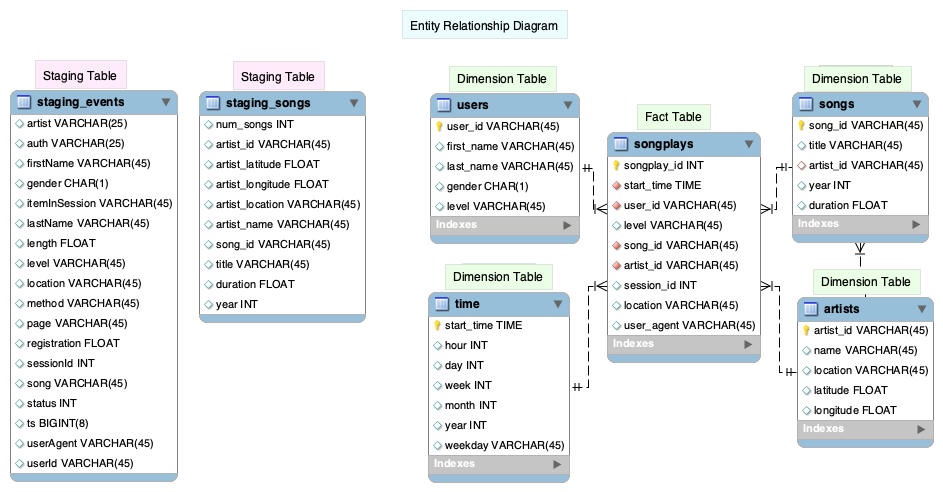 Entity Relationship Diagram
Staging Table
staging_events
artist VARCHAR(25)
auth VARCHAR(25)
firstName VARCHAR(45)
gender CHAR(1)
itemInSession VARCHAR(45)
lastName VARCHAR(45)
length FLOAT
level VARCHAR(45)
location VARCHAR(45)
method VARCHAR(45)
page VARCHAR(45)
registration FLOAT
sessionId INT
song VARCHAR(45)
status INT
ts BIGINT(8)
userAgent VARCHAR(45)
userId VARCHAR(45)
Staging Table
staging_songs
num_songs INT
artist_id VARCHAR(45)
artist_latitude FLOAT
artist_longitude FLOAT
artist_location VARCHAR(45)
artist_name VARCHAR(45)
song_id VARCHAR(45)
title VARCHAR(45)
duration FLOAT
year INT
Dimension Table
users
user_id VARCHAR(45)
first_name VARCHAR(45)
last_name VARCHAR(45)
gender CHAR(1)
level VARCHAR(45)
Indexes
Dimension Table
time
start_time TIME
hour INT
day INT
week INT
month INT
year INT
weekday VARCHAR(45)
Indexes
Fact Table
songplays
songplay_id INT
start_time TIME
user_id VARCHAR(45)
level VARCHAR(45)
song_id VARCHAR(45)
artist_id VARCHAR(45)
session_id INT
location VARCHAR(45)
user_agent VARCHAR(45)
Indexes
Dimension Table
songs
song_id VARCHAR(45)
title VARCHAR(45)
artist_id VARCHAR(45)
year INT
duration FLOAT
Indexes
Dimension Table
artists
artist_id VARCHAR(45)
name VARCHAR(45)
location VARCHAR(45)
latitude FLOAT
longitude FLOAT
Indexes